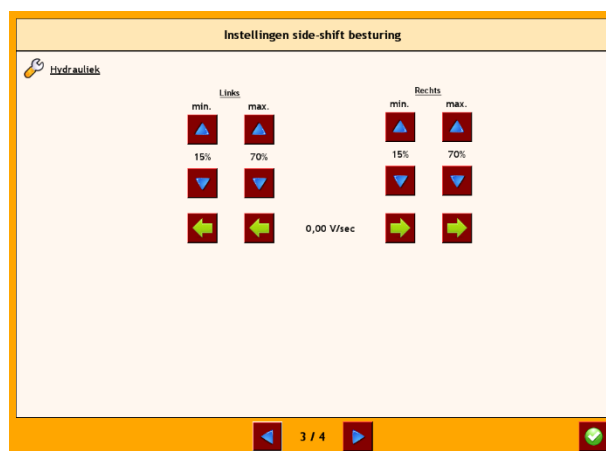 Instellingen side-shift besturing
Hydrauliek
Links
Rechts
min. max. min. max.
15% 70% 15% 70%
0,00 V/sec
3 / 4